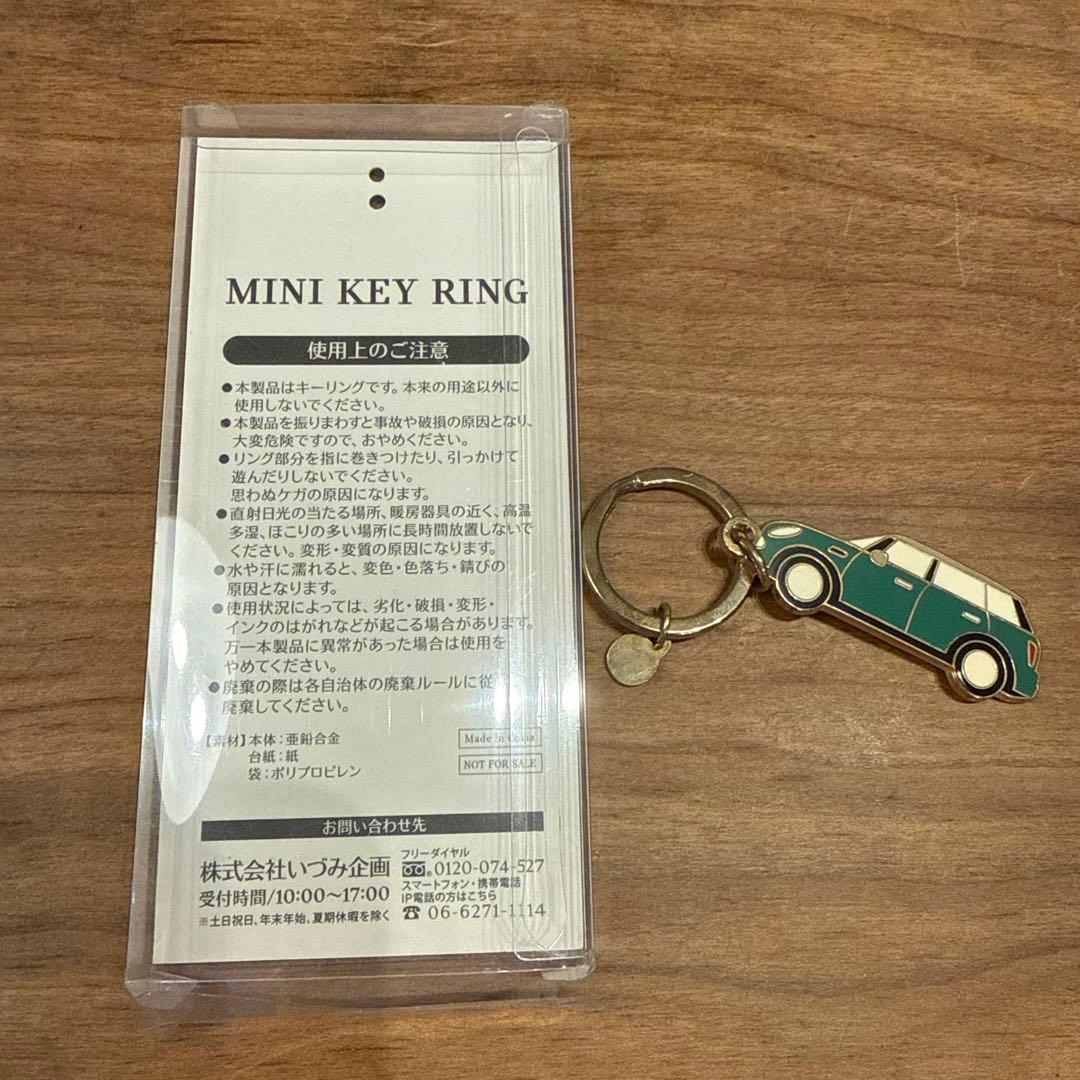 MINI KEY RING
使用上のご注意
●本製品はキーリングです。本来の用途以外に
使用しないでください。
●本製品を振りまわすと事故や破損の原因となり、
大変危険ですので、おやめください。
●リング部分を指に巻きつけたり、引っかけて
遊んだりしないでください。
思わぬケガの原因になります。
●直射日光の当たる場所、暖房器具の近く、高温
多湿、ほこりの多い場所に長時間放置しないで
ください。変形・変質の原因になります。
●水や汗に濡れると、変色・色落ち・錆びの
原因となります。
●使用状況によっては、劣化・破損・変形・
インクのはがれなどが起こる場合があります。
万一本製品に異常があった場合は使用を
やめてください。
●廃棄の際は各自治体の廃棄ルールに従
廃棄してください。
【素材】本体：亜鉛合金
台紙：紙
袋：ポリプロピレン
Made in China
NOT FOR SALE
お問い合わせ先
株式会社いづみ企画
受付時間/10:00〜17:00
※土日祝日、年末年始、夏期休暇を除く
フリーダイヤル
0120-074-527
スマートフォン・携帯電話
IP電話の方はこちら
☎ 06-6271-1114